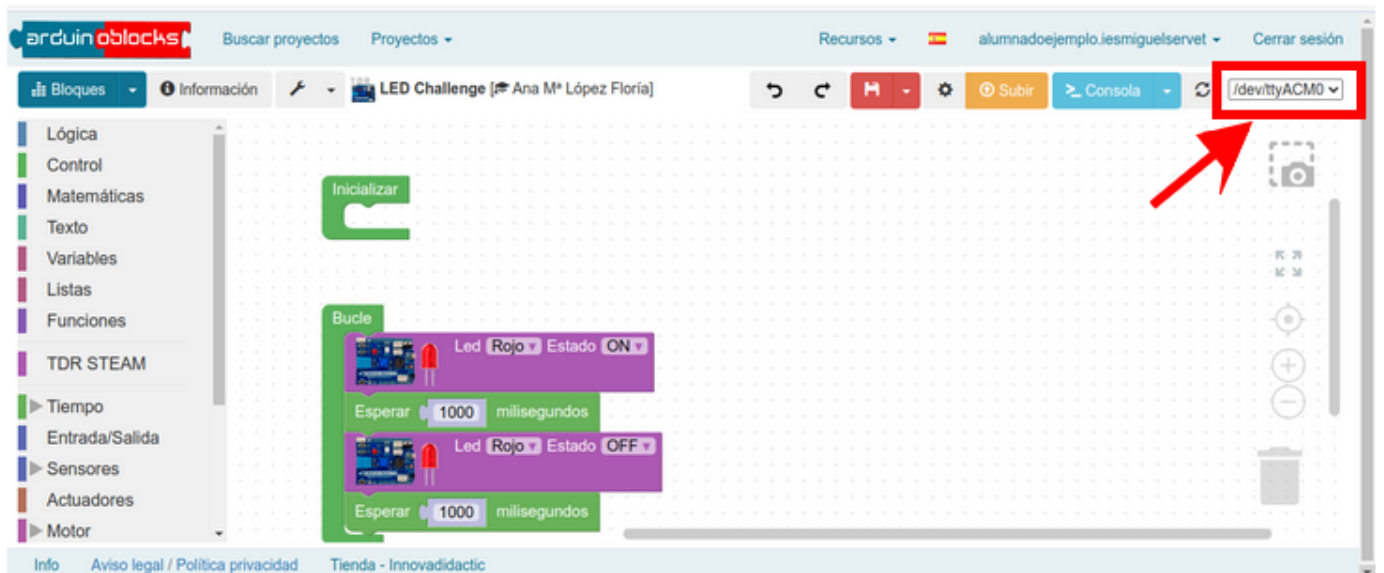 arduinoblocks Buscar proyectos Proyectos Recursos alumnadoejemplo.iesmiguelservet Cerrar sesión
Bloques Información LED Challenge [ Ana Mª López Floría] Subir >_ Consola /dev/ttyACM0
Lógica
Control
Matemáticas
Texto
Variables
Listas
Funciones
TDR STEAM
Tiempo
Entrada/Salida
Sensores
Actuadores
Motor
Inicializar
Bucle
Led Rojo Estado ON
Esperar 1000 milisegundos
Led Rojo Estado OFF
Esperar 1000 milisegundos
Info Aviso legal / Política privacidad Tienda - Innovadidactic